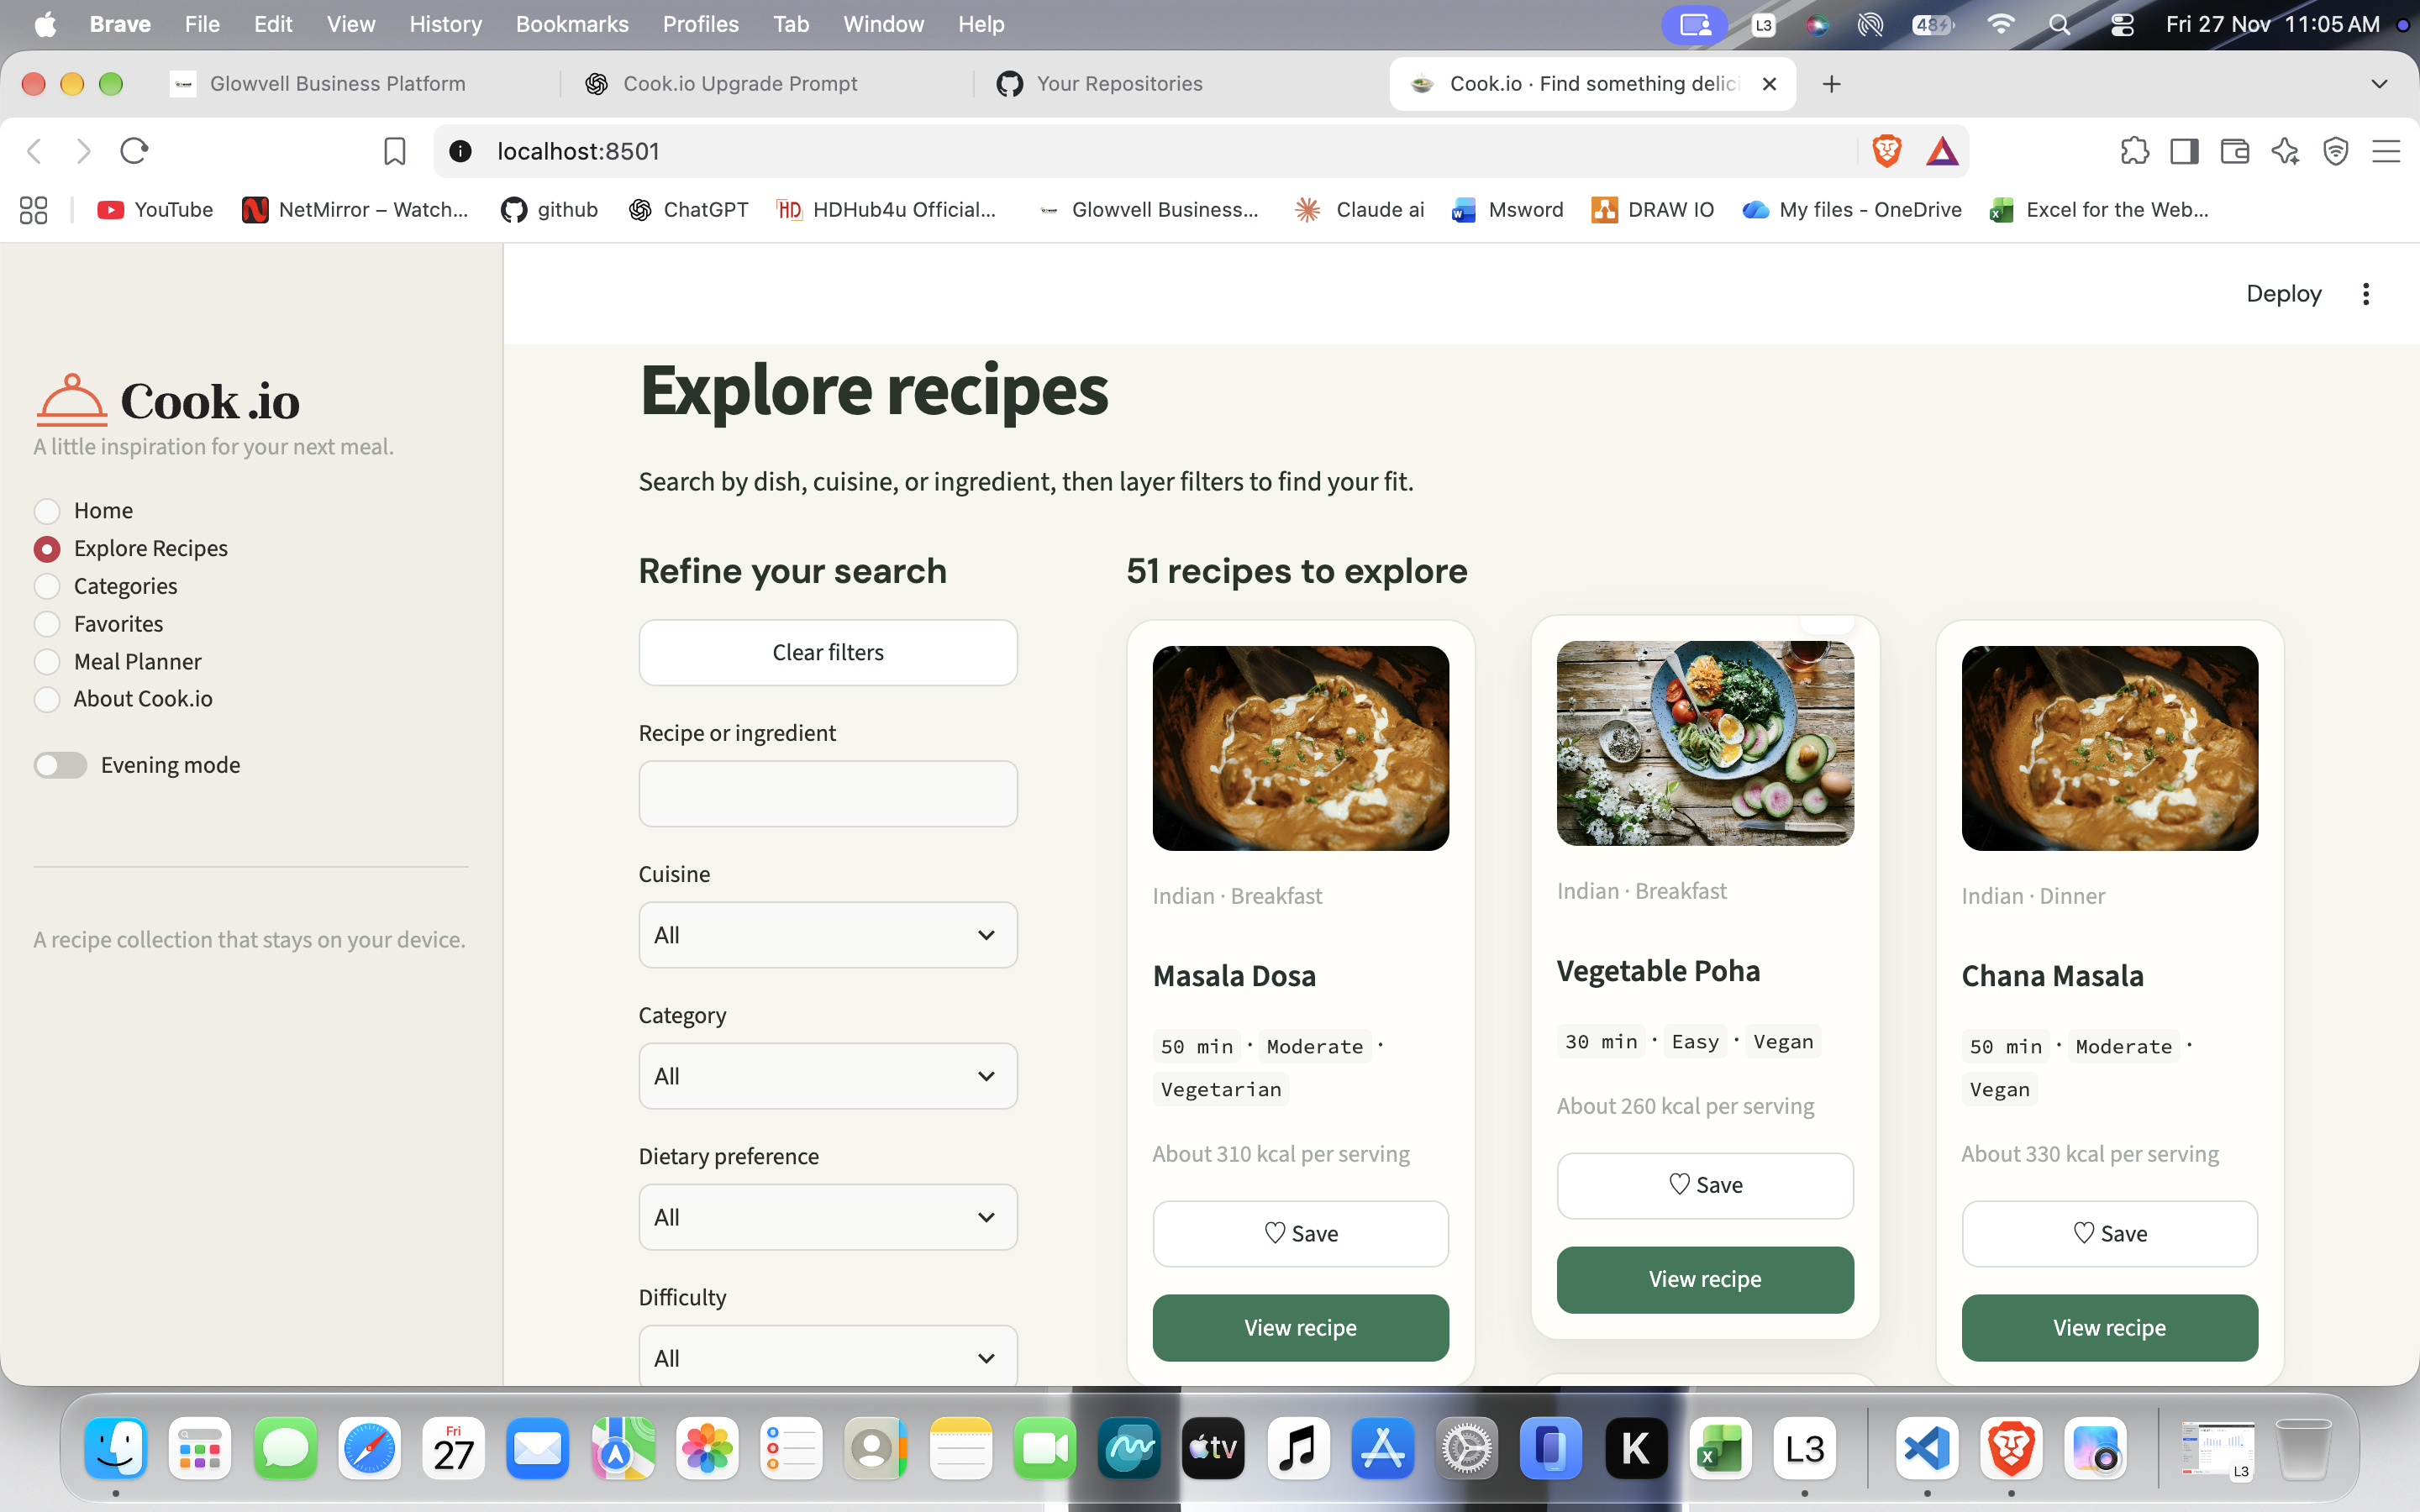 Brave File Edit View History Bookmarks Profiles Tab Window Help L3 48 Fri 27 Nov 11:05 AM
Glowvell Business Platform Cook.io Upgrade Prompt Your Repositories Cook.io · Find something delici
localhost:8501
YouTube NetMirror – Watch... github ChatGPT HD HDHub4u Official... Glowvell Business... Claude ai Msword DRAW IO My files - OneDrive Excel for the Web...
Deploy
Cook.io
A little inspiration for your next meal.
Home
Explore Recipes
Categories
Favorites
Meal Planner
About Cook.io
Evening mode
A recipe collection that stays on your device.
Explore recipes
Search by dish, cuisine, or ingredient, then layer filters to find your fit.
Refine your search
Clear filters
Recipe or ingredient
Cuisine
All
Category
All
Dietary preference
All
Difficulty
All
51 recipes to explore
Indian · Breakfast
Masala Dosa
50 min · Moderate ·
Vegetarian
About 310 kcal per serving
♡ Save
View recipe
Indian · Breakfast
Vegetable Poha
30 min · Easy · Vegan
About 260 kcal per serving
♡ Save
View recipe
Indian · Dinner
Chana Masala
50 min · Moderate ·
Vegan
About 330 kcal per serving
♡ Save
View recipe
Fri
27
tv
K
L3
L3